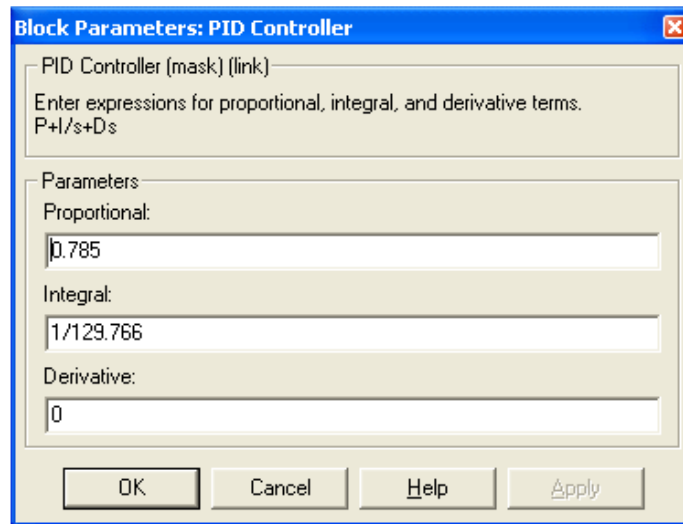 Block Parameters: PID Controller
PID Controller (mask) (link)
Enter expressions for proportional, integral, and derivative terms.
P+I/s+Ds
Parameters
Proportional:
0.785
Integral:
1/129.766
Derivative:
0
OK Cancel Help Apply